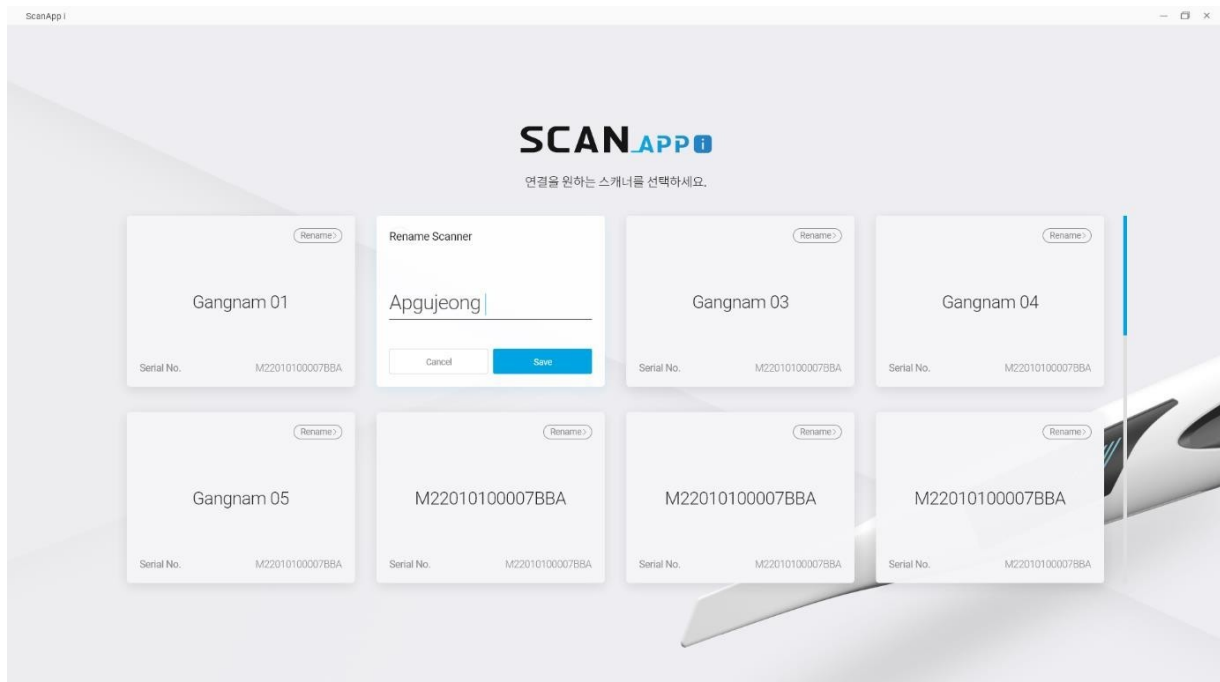 ScanApp i
SCAN_APP i
연결을 원하는 스캐너를 선택하세요.
Rename>
Gangnam 01
Serial No. M22010100007BBA
Rename Scanner
Apgujeong
Cancel Save
Rename>
Gangnam 03
Serial No. M22010100007BBA
Rename>
Gangnam 04
Serial No. M22010100007BBA
Rename>
Gangnam 05
Serial No. M22010100007BBA
Rename>
M22010100007BBA
Serial No. M22010100007BBA
Rename>
M22010100007BBA
Serial No. M22010100007BBA
Rename>
M22010100007BBA
Serial No. M22010100007BBA